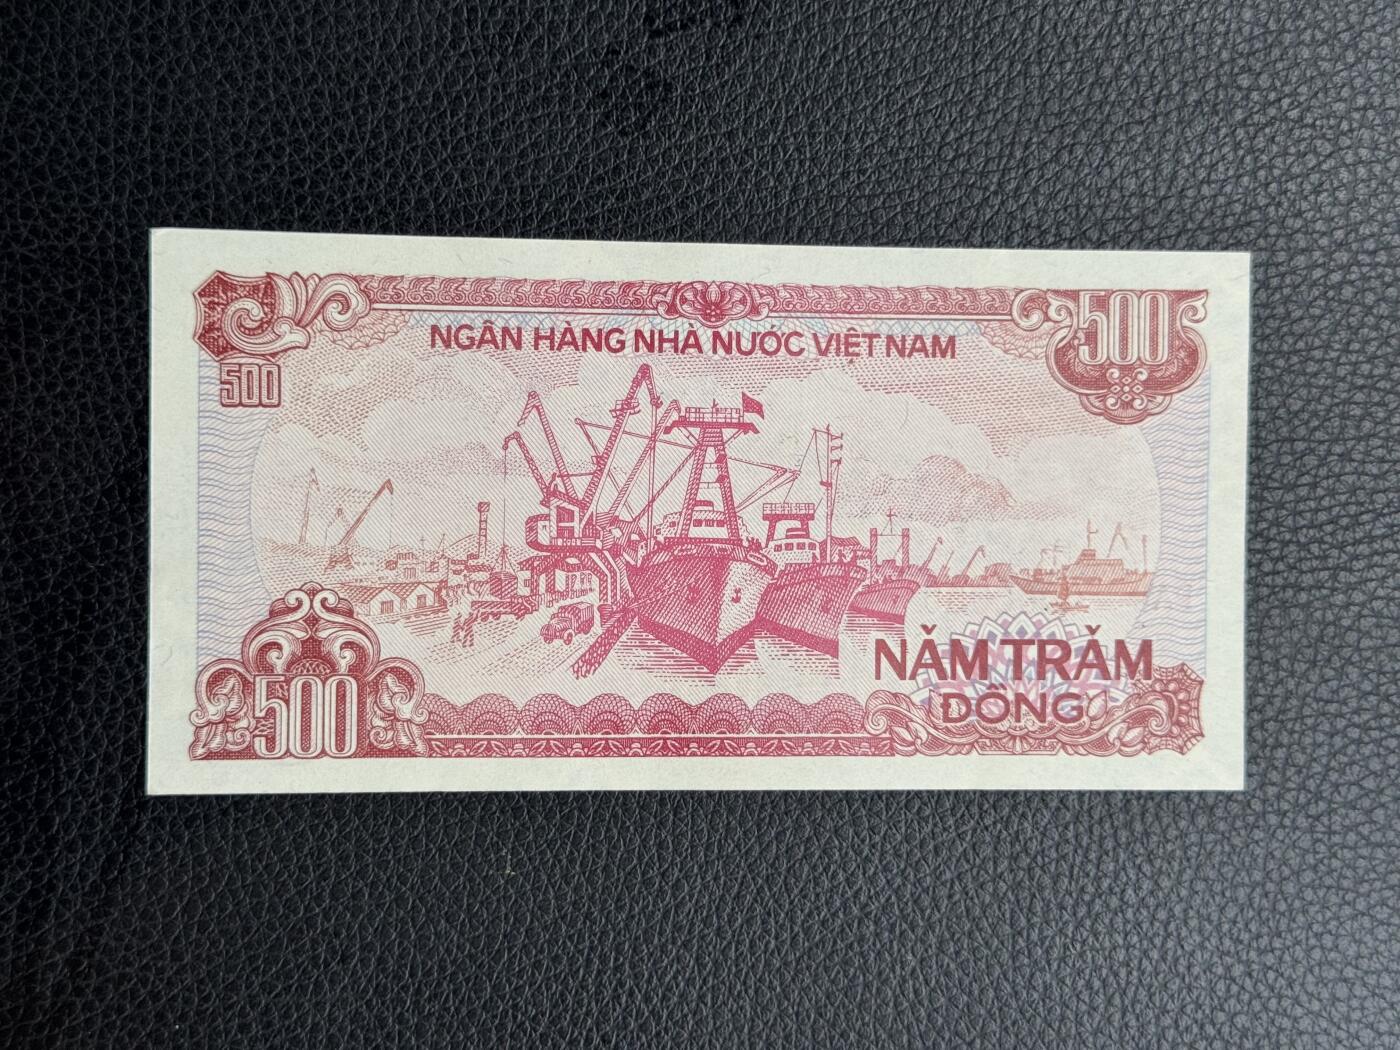 NGÂN HÀNG NHÀ NƯỚC VIỆT NAM
500
500
500
NĂM TRĂM
ĐỒNG